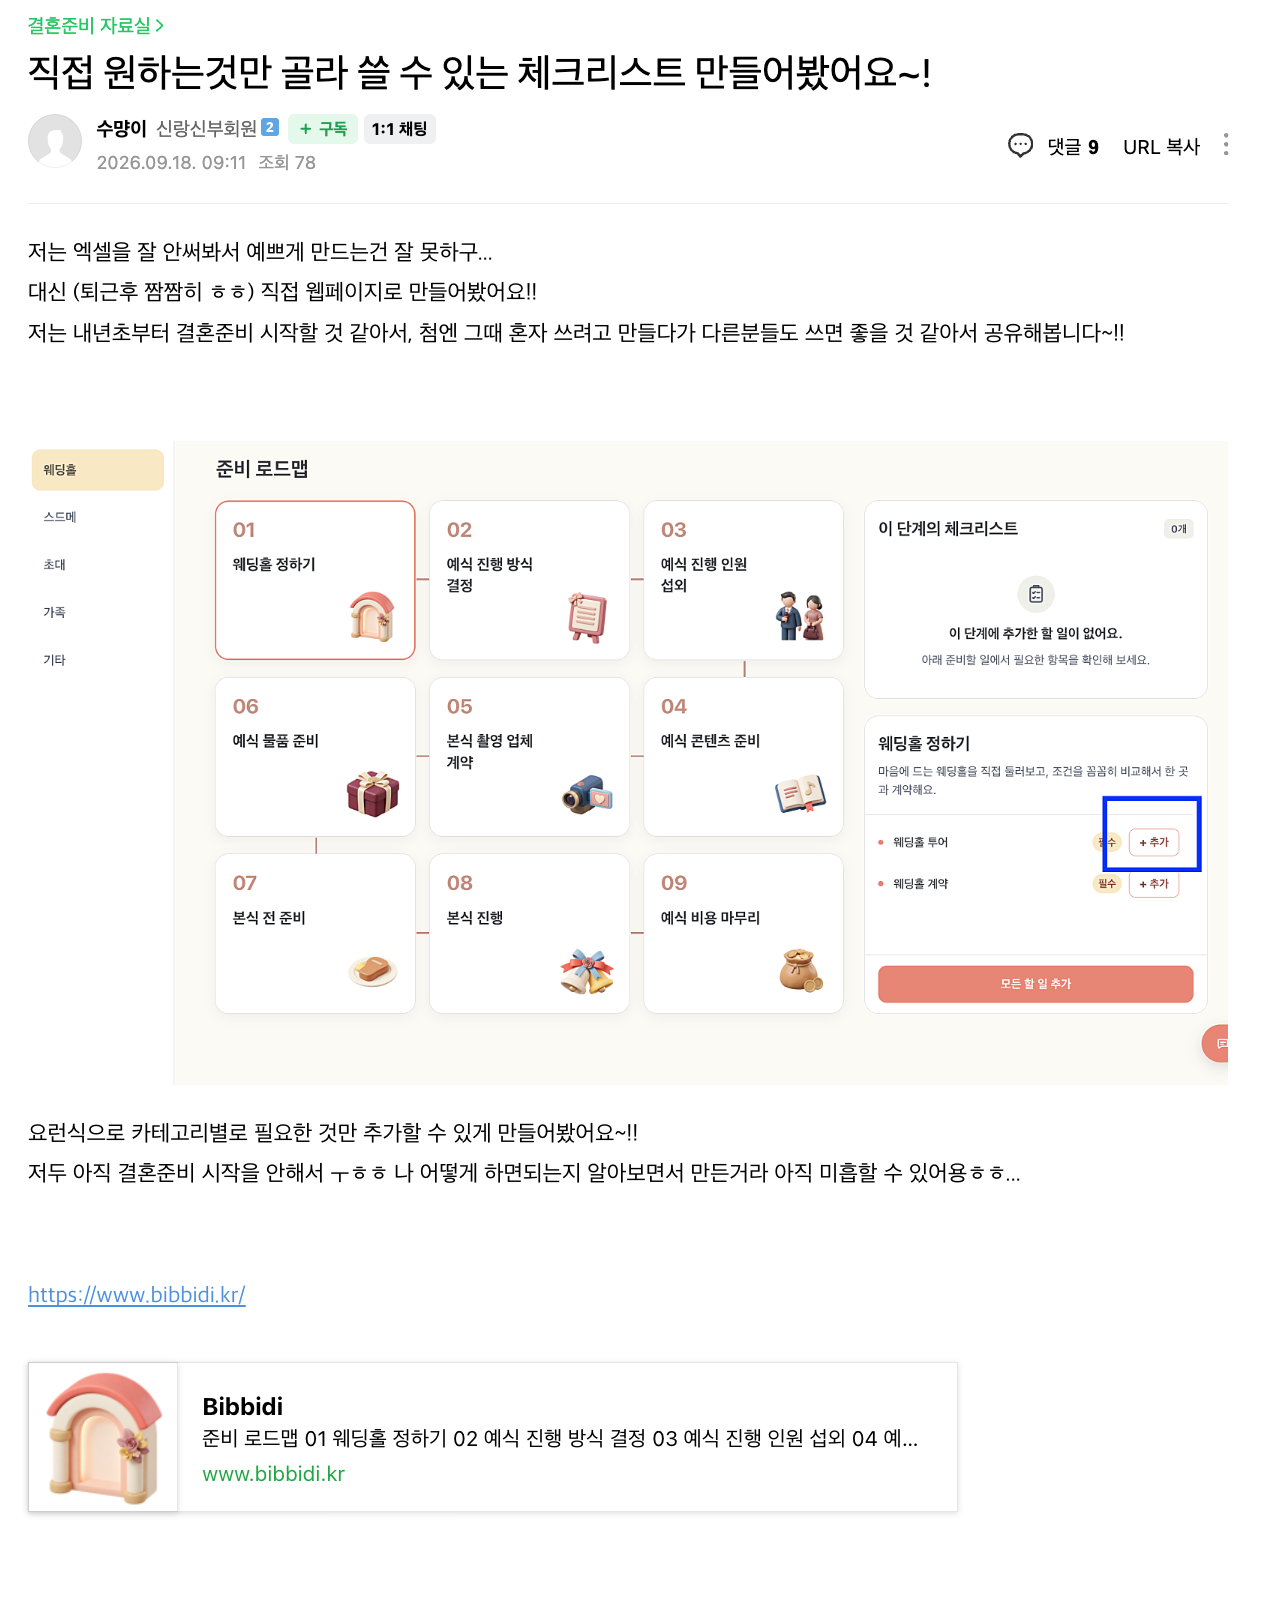 결혼준비 자료실 >
직접 원하는것만 골라 쓸 수 있는 체크리스트 만들어봤어요~!
수먕이 신랑신부회원 2 + 구독 1:1 채팅
2026.09.18. 09:11 조회 78
댓글 9 URL 복사
저는 엑셀을 잘 안써봐서 예쁘게 만드는건 잘 못하구...
대신 (퇴근후 짬짬히 ㅎㅎ) 직접 웹페이지로 만들어봤어요!!
저는 내년초부터 결혼준비 시작할 것 같아서, 첨엔 그때 혼자 쓰려고 만들다가 다른분들도 쓰면 좋을 것 같아서 공유해봅니다~!!
웨딩홀
스드메
초대
가족
기타
준비 로드맵
01
웨딩홀 정하기
02
예식 진행 방식
결정
03
예식 진행 인원
섭외
06
예식 물품 준비
05
본식 촬영 업체
계약
04
예식 콘텐츠 준비
07
본식 전 준비
08
본식 진행
09
예식 비용 마무리
이 단계의 체크리스트
0개
이 단계에 추가한 할 일이 없어요.
아래 준비할 일에서 필요한 항목을 확인해 보세요.
웨딩홀 정하기
마음에 드는 웨딩홀을 직접 둘러보고, 조건을 꼼꼼히 비교해서 한 곳
과 계약해요.
웨딩홀 투어 필수 + 추가
웨딩홀 계약 필수 + 추가
모든 할 일 추가
요런식으로 카테고리별로 필요한 것만 추가할 수 있게 만들어봤어요~!!
저두 아직 결혼준비 시작을 안해서 ㅜㅎㅎ 나 어떻게 하면되는지 알아보면서 만든거라 아직 미흡할 수 있어용ㅎㅎ...
https://www.bibbidi.kr/
Bibbidi
준비 로드맵 01 웨딩홀 정하기 02 예식 진행 방식 결정 03 예식 진행 인원 섭외 04 예...
www.bibbidi.kr